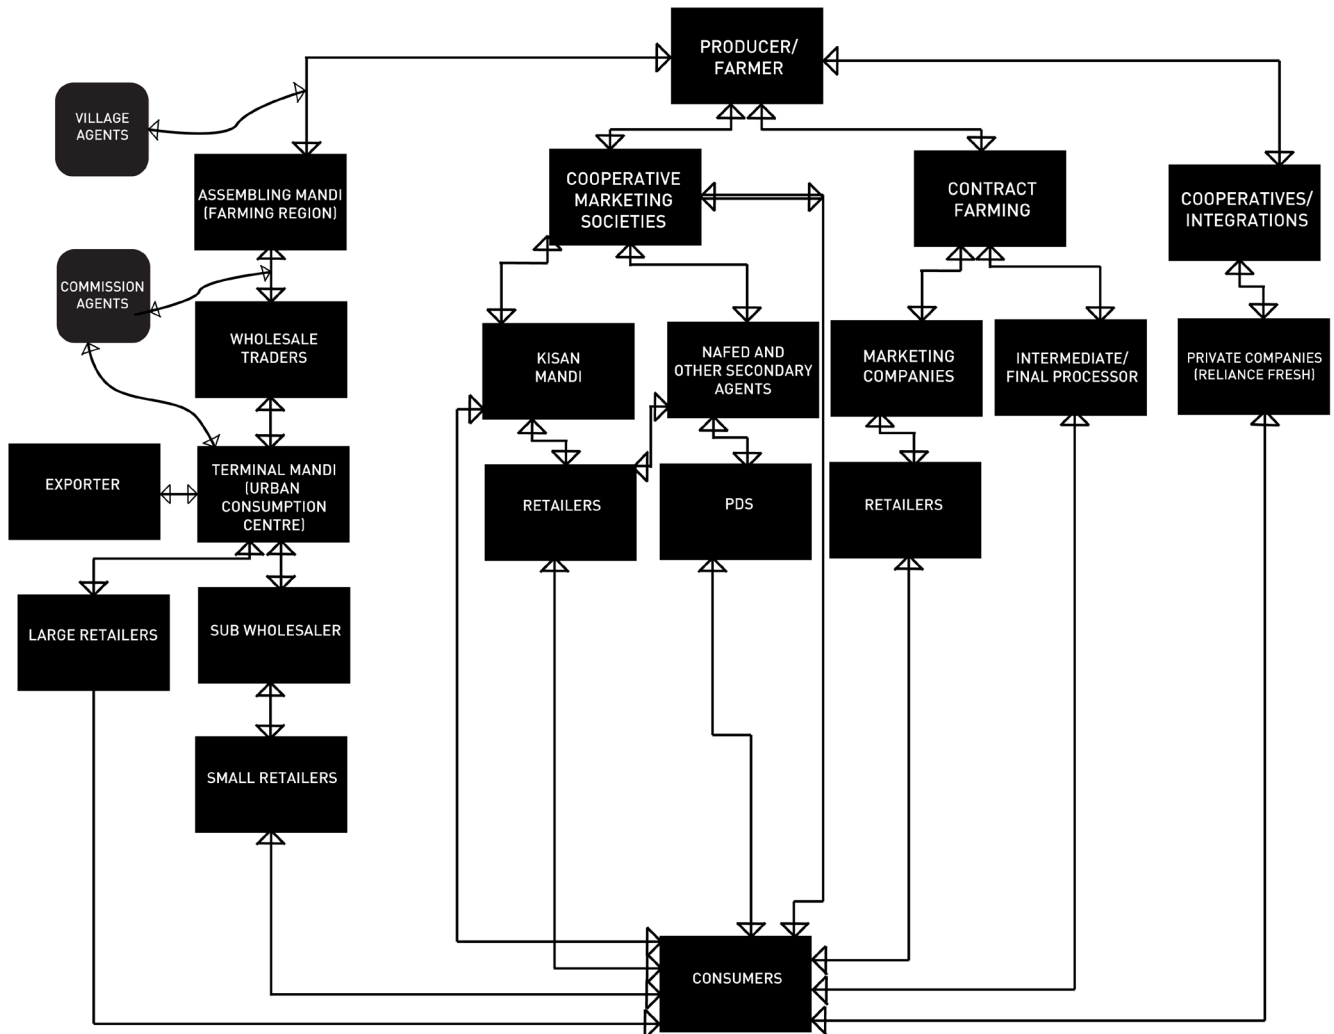 PRODUCER/
FARMER
VILLAGE
AGENTS
ASSEMBLING MANDI
(FARMING REGION)
COOPERATIVE
MARKETING
SOCIETIES
CONTRACT
FARMING
COOPERATIVES/
INTEGRATIONS
COMMISSION
AGENTS
WHOLESALE
TRADERS
KISAN
MANDI
NAFED AND
OTHER SECONDARY
AGENTS
MARKETING
COMPANIES
INTERMEDIATE/
FINAL PROCESSOR
PRIVATE COMPANIES
(RELIANCE FRESH)
EXPORTER
TERMINAL MANDI
(URBAN
CONSUMPTION
CENTRE)
RETAILERS
PDS
RETAILERS
LARGE RETAILERS
SUB WHOLESALER
SMALL RETAILERS
CONSUMERS